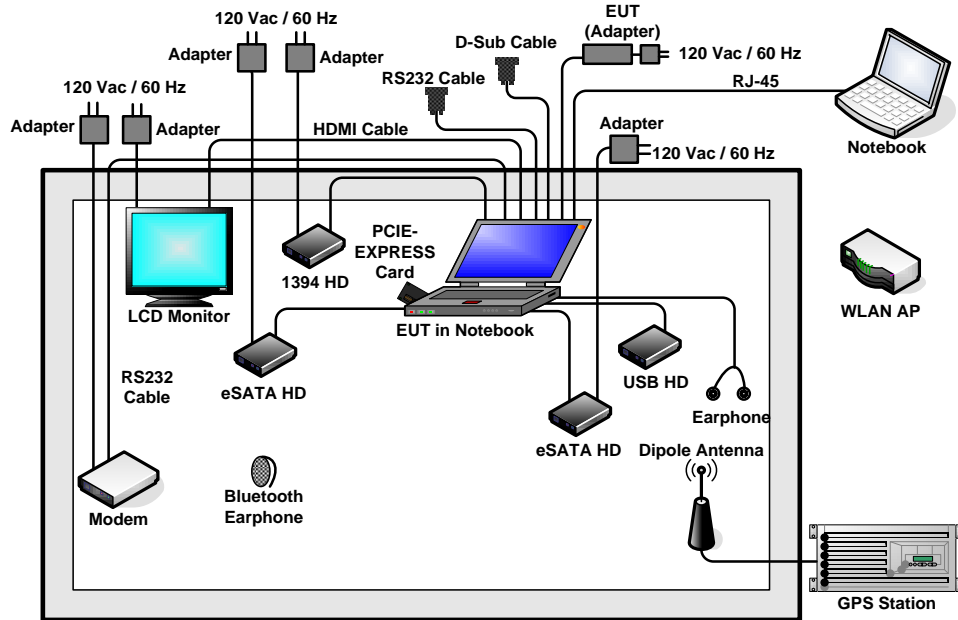 120 Vac / 60 Hz
EUT
(Adapter)
Adapter
Adapter
D-Sub Cable
120 Vac / 60 Hz
RS232 Cable
RJ-45
120 Vac / 60 Hz
Adapter
Adapter
HDMI Cable
Adapter
120 Vac / 60 Hz
Notebook
PCIE-
EXPRESS
Card
1394 HD
LCD Monitor
EUT in Notebook
WLAN AP
RS232
Cable
eSATA HD
USB HD
Earphone
eSATA HD
Dipole Antenna
Bluetooth
Earphone
Modem
GPS Station